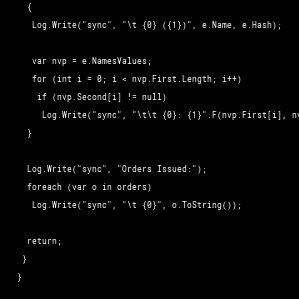 {
Log.Write("sync", "\t {0} ({1})", e.Name, e.Hash);
var nvp = e.NamesValues;
for (int i = 0; i < nvp.First.Length; i++)
if (nvp.Second[i] != null)
Log.Write("sync", "\t\t {0}: {1}".F(nvp.First[i], nv
}
Log.Write("sync", "Orders Issued:");
foreach (var o in orders)
Log.Write("sync", "\t {0}", o.ToString());
return;
}
}